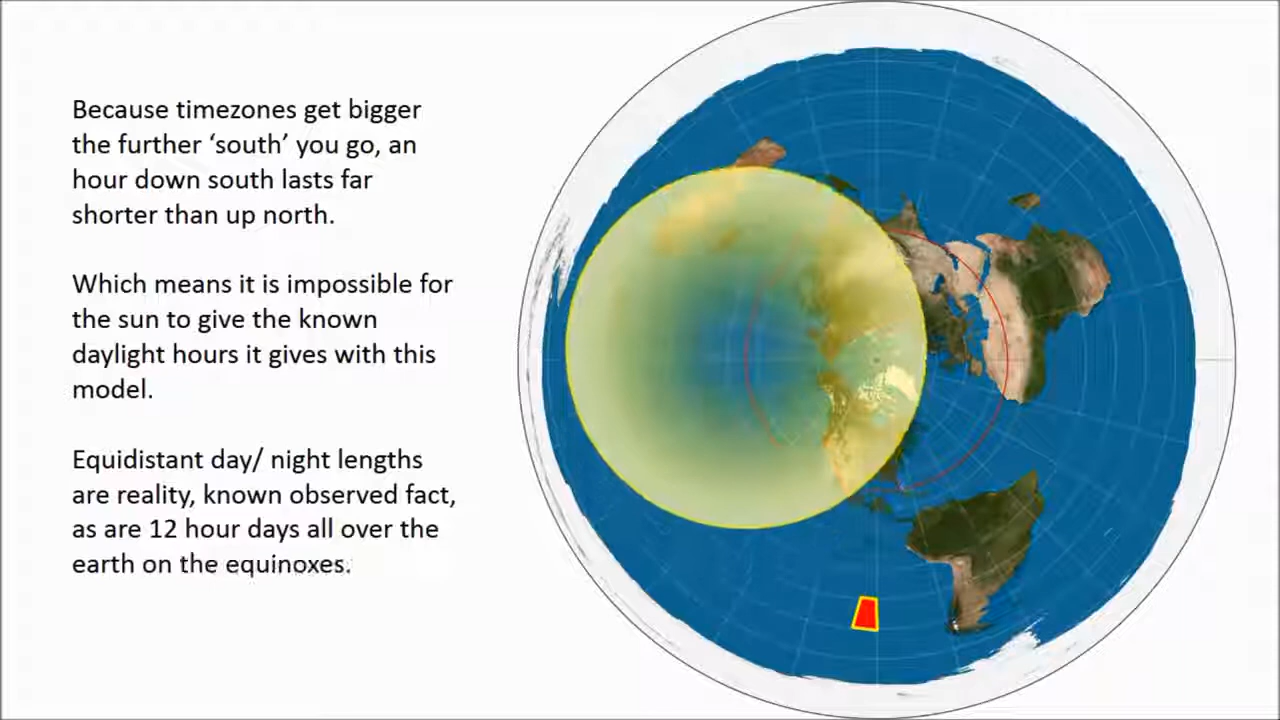 Because timezones get bigger
the further ‘south’ you go, an
hour down south lasts far
shorter than up north.
Which means it is impossible for
the sun to give the known
daylight hours it gives with this
model.
Equidistant day/ night lengths
are reality, known observed fact,
as are 12 hour days all over the
earth on the equinoxes.